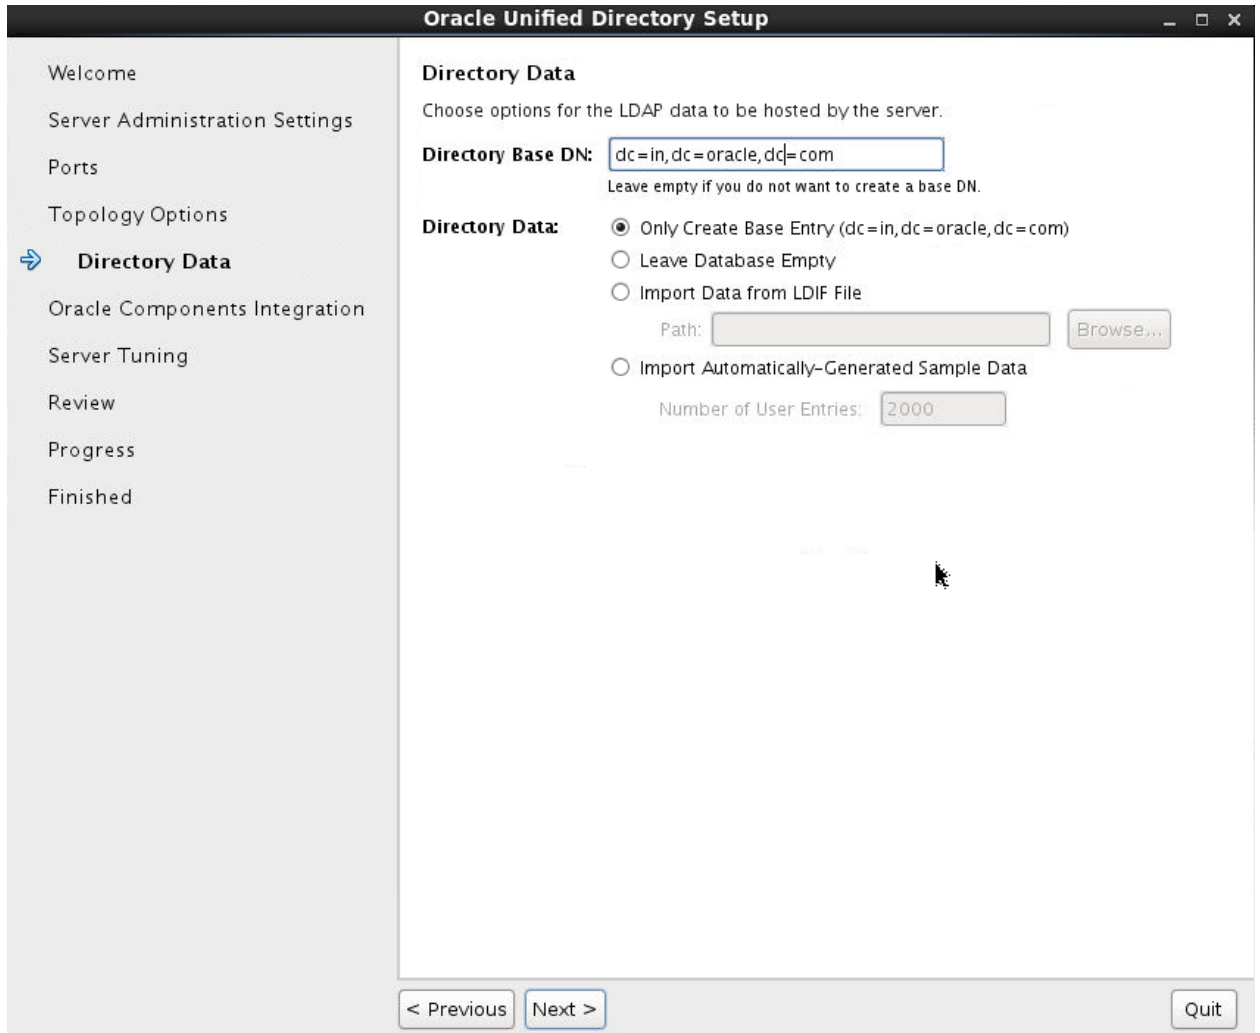 Oracle Unified Directory Setup
Welcome
Server Administration Settings
Ports
Topology Options
Directory Data
Oracle Components Integration
Server Tuning
Review
Progress
Finished
Directory Data
Choose options for the LDAP data to be hosted by the server.
Directory Base DN: dc=in,dc=oracle,dc=com
Leave empty if you do not want to create a base DN.
Directory Data: Only Create Base Entry (dc=in,dc=oracle,dc=com)
Leave Database Empty
Import Data from LDIF File
Path: Browse...
Import Automatically-Generated Sample Data
Number of User Entries: 2000
< Previous Next > Quit